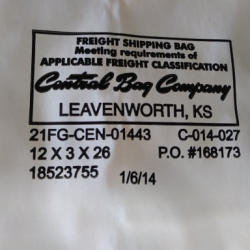 FREIGHT SHIPPING BAG
Meeting requirements of
APPLICABLE FREIGHT CLASSIFICATION
Central Bag Company
LEAVENWORTH, KS
21FG-CEN-01443 C-014-027
12 X 3 X 26 P.O. #168173
18523755 1/6/14